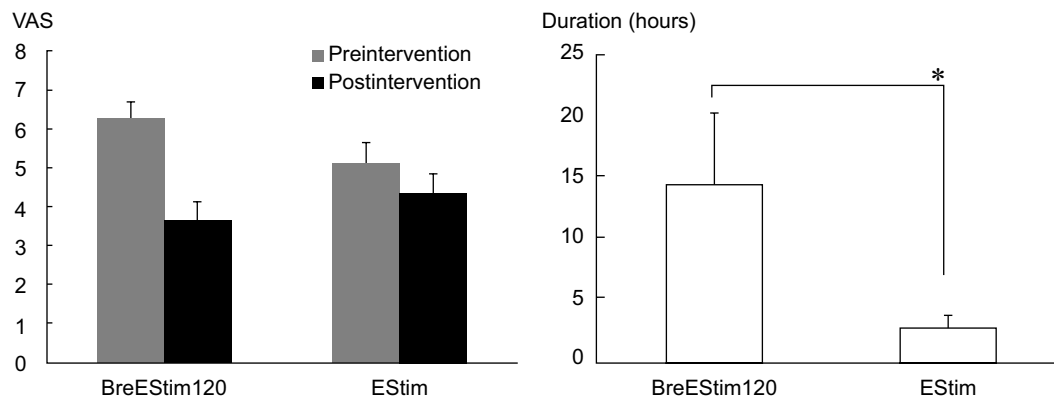 VAS
8
7
6
5
4
3
2
1
0
Preintervention
Postintervention
BreEStim120
EStim
Duration (hours)
25
20
15
10
5
0
*
BreEStim120
EStim